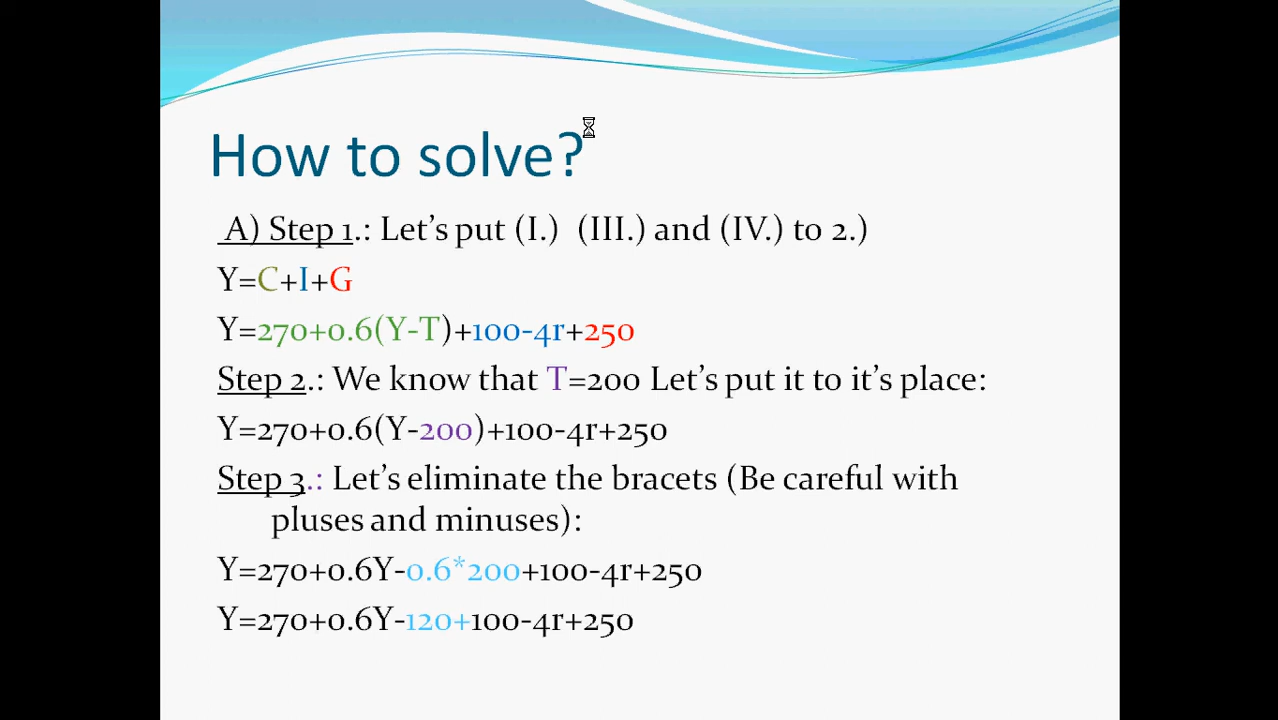 How to solve?
A) Step 1.: Let's put (I.) (III.) and (IV.) to 2.)
Y=C+I+G
Y=270+0.6(Y-T)+100-4r+250
Step 2.: We know that T=200 Let's put it to it's place:
Y=270+0.6(Y-200)+100-4r+250
Step 3.: Let's eliminate the bracets (Be careful with
pluses and minuses):
Y=270+0.6Y-0.6*200+100-4r+250
Y=270+0.6Y-120+100-4r+250